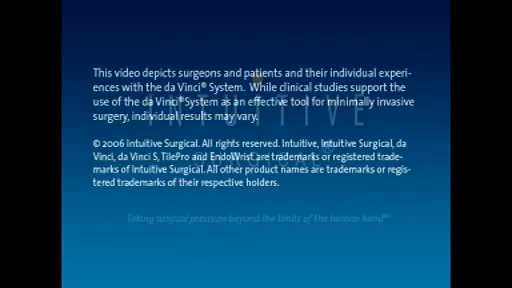 This video depicts surgeons and patients and their individual experi-
ences with the da Vinci® System. While clinical studies support the
use of the da Vinci® System as an effective tool for minimally invasive
surgery, individual results may vary.
INTUITIVE
SURGICAL®
© 2006 Intuitive Surgical. All rights reserved. Intuitive, Intuitive Surgical, da
Vinci, da Vinci S, TilePro and EndoWrist are trademarks or registered trade-
marks of Intuitive Surgical. All other product names are trademarks or regis-
tered trademarks of their respective holders.
Taking surgical precision beyond the limits of the human hand℠